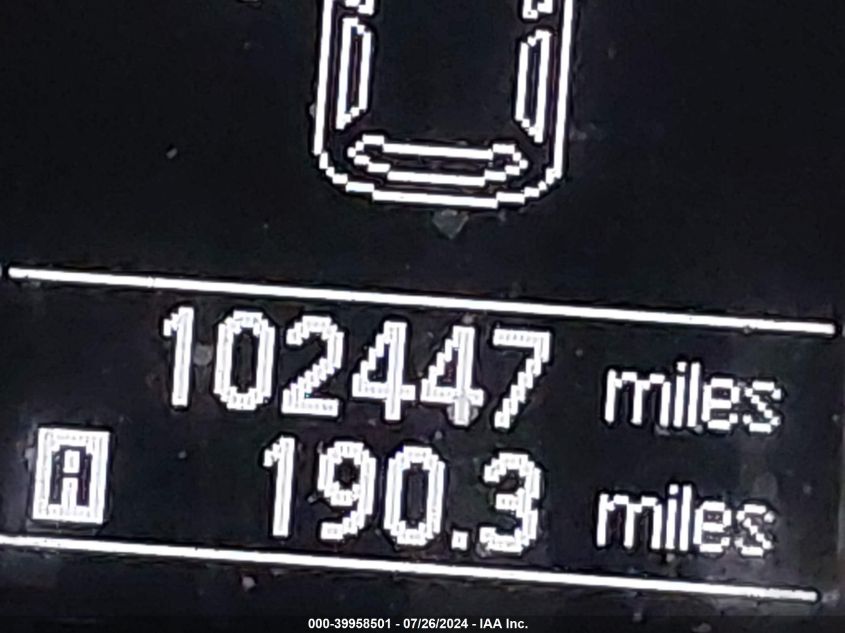 102447 miles
A 190.3 miles
000-39958501 - 07/26/2024 - IAA Inc.